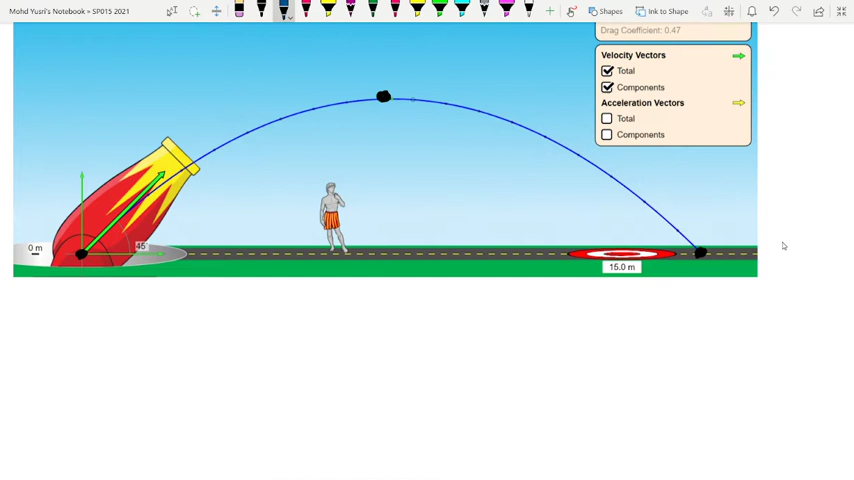 Mohd Yusri's Notebook » SP015 2021
Shapes
Ink to Shape
Drag Coefficient: 0.47
Velocity Vectors
Total
Components
Acceleration Vectors
Total
Components
0 m
45°
15.0 m